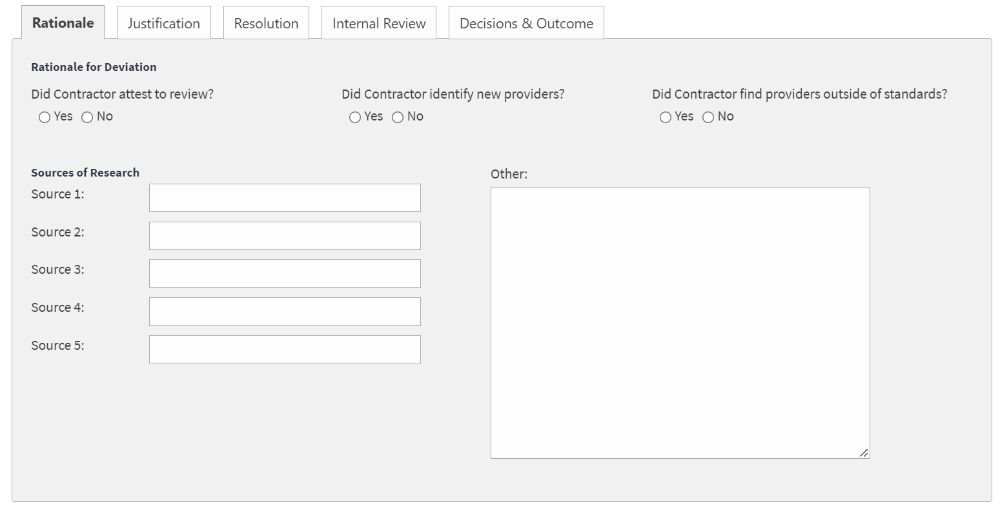 Rationale Justification Resolution Internal Review Decisions & Outcome
Rationale for Deviation
Did Contractor attest to review? Did Contractor identify new providers? Did Contractor find providers outside of standards?
Yes No Yes No Yes No
Sources of Research
Other:
Source 1:
Source 2:
Source 3:
Source 4:
Source 5: